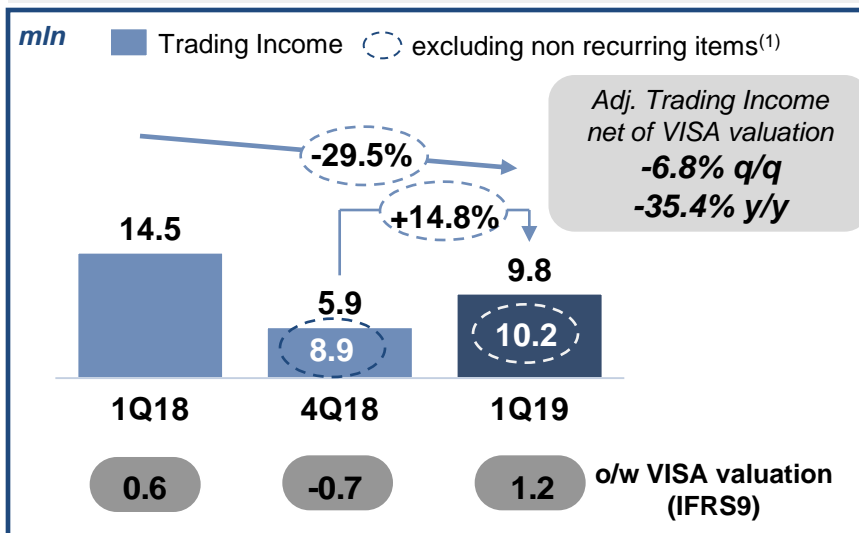 mln
Trading Income
excluding non recurring items(1)
Adj. Trading Income
net of VISA valuation
-6.8% q/q
-35.4% y/y
-29.5%
+14.8%
14.5
5.9
9.8
8.9
10.2
1Q18 4Q18 1Q19
0.6 -0.7 1.2
o/w VISA valuation
(IFRS9)